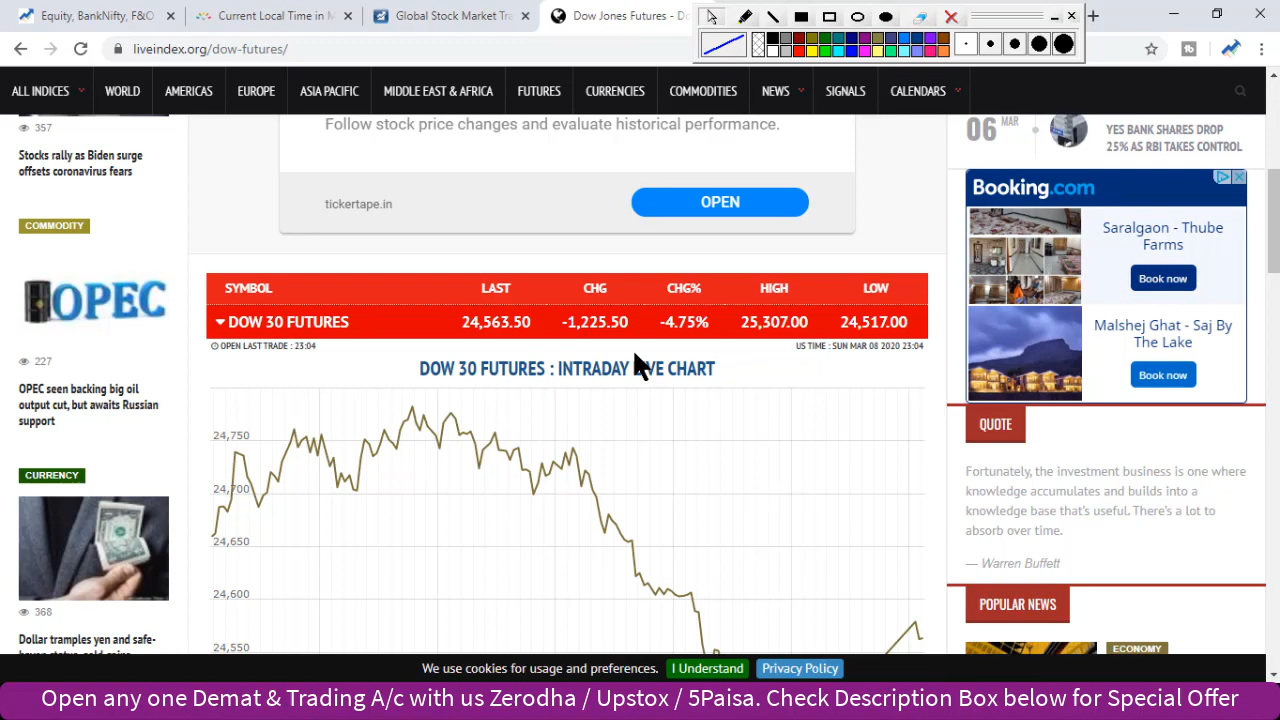 Equity, BankNifty, F&O
Current Local Time in M
Global Stock Market Tra
Dow Jones Futures - Do
liveindex.org/dow-futures/
ALL INDICES
WORLD
AMERICAS
EUROPE
ASIA PACIFIC
MIDDLE EAST & AFRICA
FUTURES
CURRENCIES
COMMODITIES
NEWS
SIGNALS
CALENDARS
357
Stocks rally as Biden surge
offsets coronavirus fears
COMMODITY
OPEC
227
OPEC seen backing big oil
output cut, but awaits Russian
support
CURRENCY
368
Dollar tramples yen and safe-
Follow stock price changes and evaluate historical performance.
tickertape.in
OPEN
SYMBOL LAST CHG CHG% HIGH LOW
DOW 30 FUTURES 24,563.50 -1,225.50 -4.75% 25,307.00 24,517.00
OPEN LAST TRADE : 23:04
US TIME : SUN MAR 08 2020 23:04
DOW 30 FUTURES : INTRADAY CHART
24,750
24,700
24,650
24,600
24,550
06 MAR
YES BANK SHARES DROP
25% AS RBI TAKES CONTROL
Booking.com
Saralgaon - Thube
Farms
Book now
Malshej Ghat - Saj By
The Lake
Book now
QUOTE
Fortunately, the investment business is one where
knowledge accumulates and builds into a
knowledge base that's useful. There's a lot to
absorb over time.
— Warren Buffett
POPULAR NEWS
ECONOMY
We use cookies for usage and preferences.
I Understand
Privacy Policy
Open any one Demat & Trading A/c with us Zerodha / Upstox / 5Paisa. Check Description Box below for Special Offer